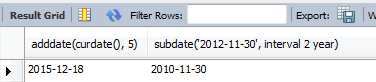 Result Grid Filter Rows: Export: W
adddate(curdate(), 5) subdate('2012-11-30', interval 2 year)
2015-12-18 2010-11-30